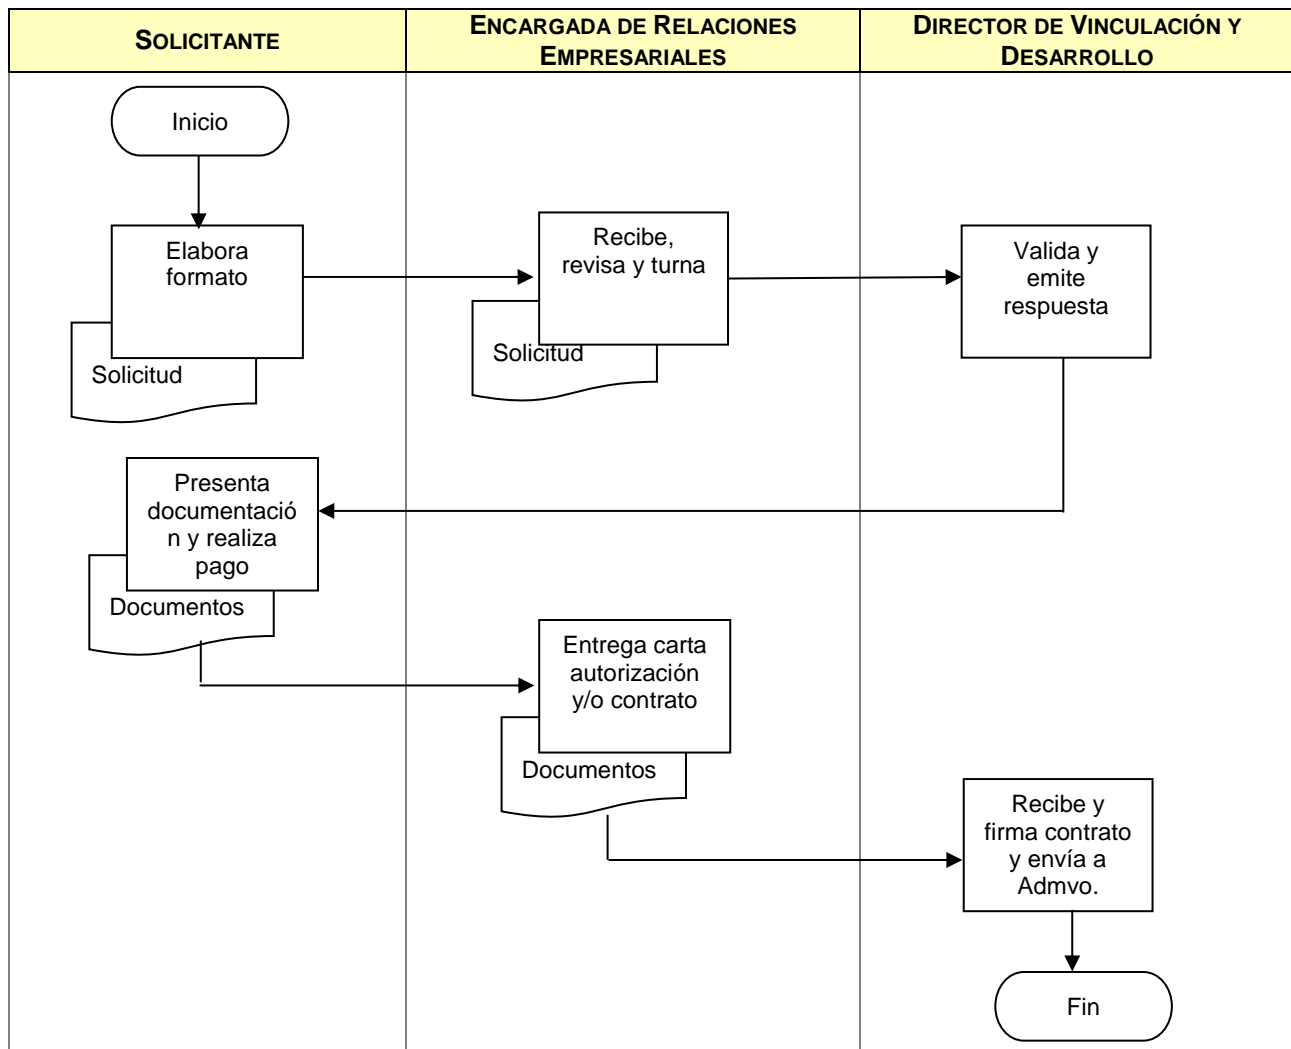 SOLICITANTE
ENCARGADA DE RELACIONES
EMPRESARIALES
DIRECTOR DE VINCULACIÓN Y
DESARROLLO
Inicio
Elabora
formato
Solicitud
Recibe,
revisa y turna
Solicitud
Valida y
emite
respuesta
Presenta
documentació
n y realiza
pago
Documentos
Entrega carta
autorización
y/o contrato
Documentos
Recibe y
firma contrato
y envía a
Admvo.
Fin